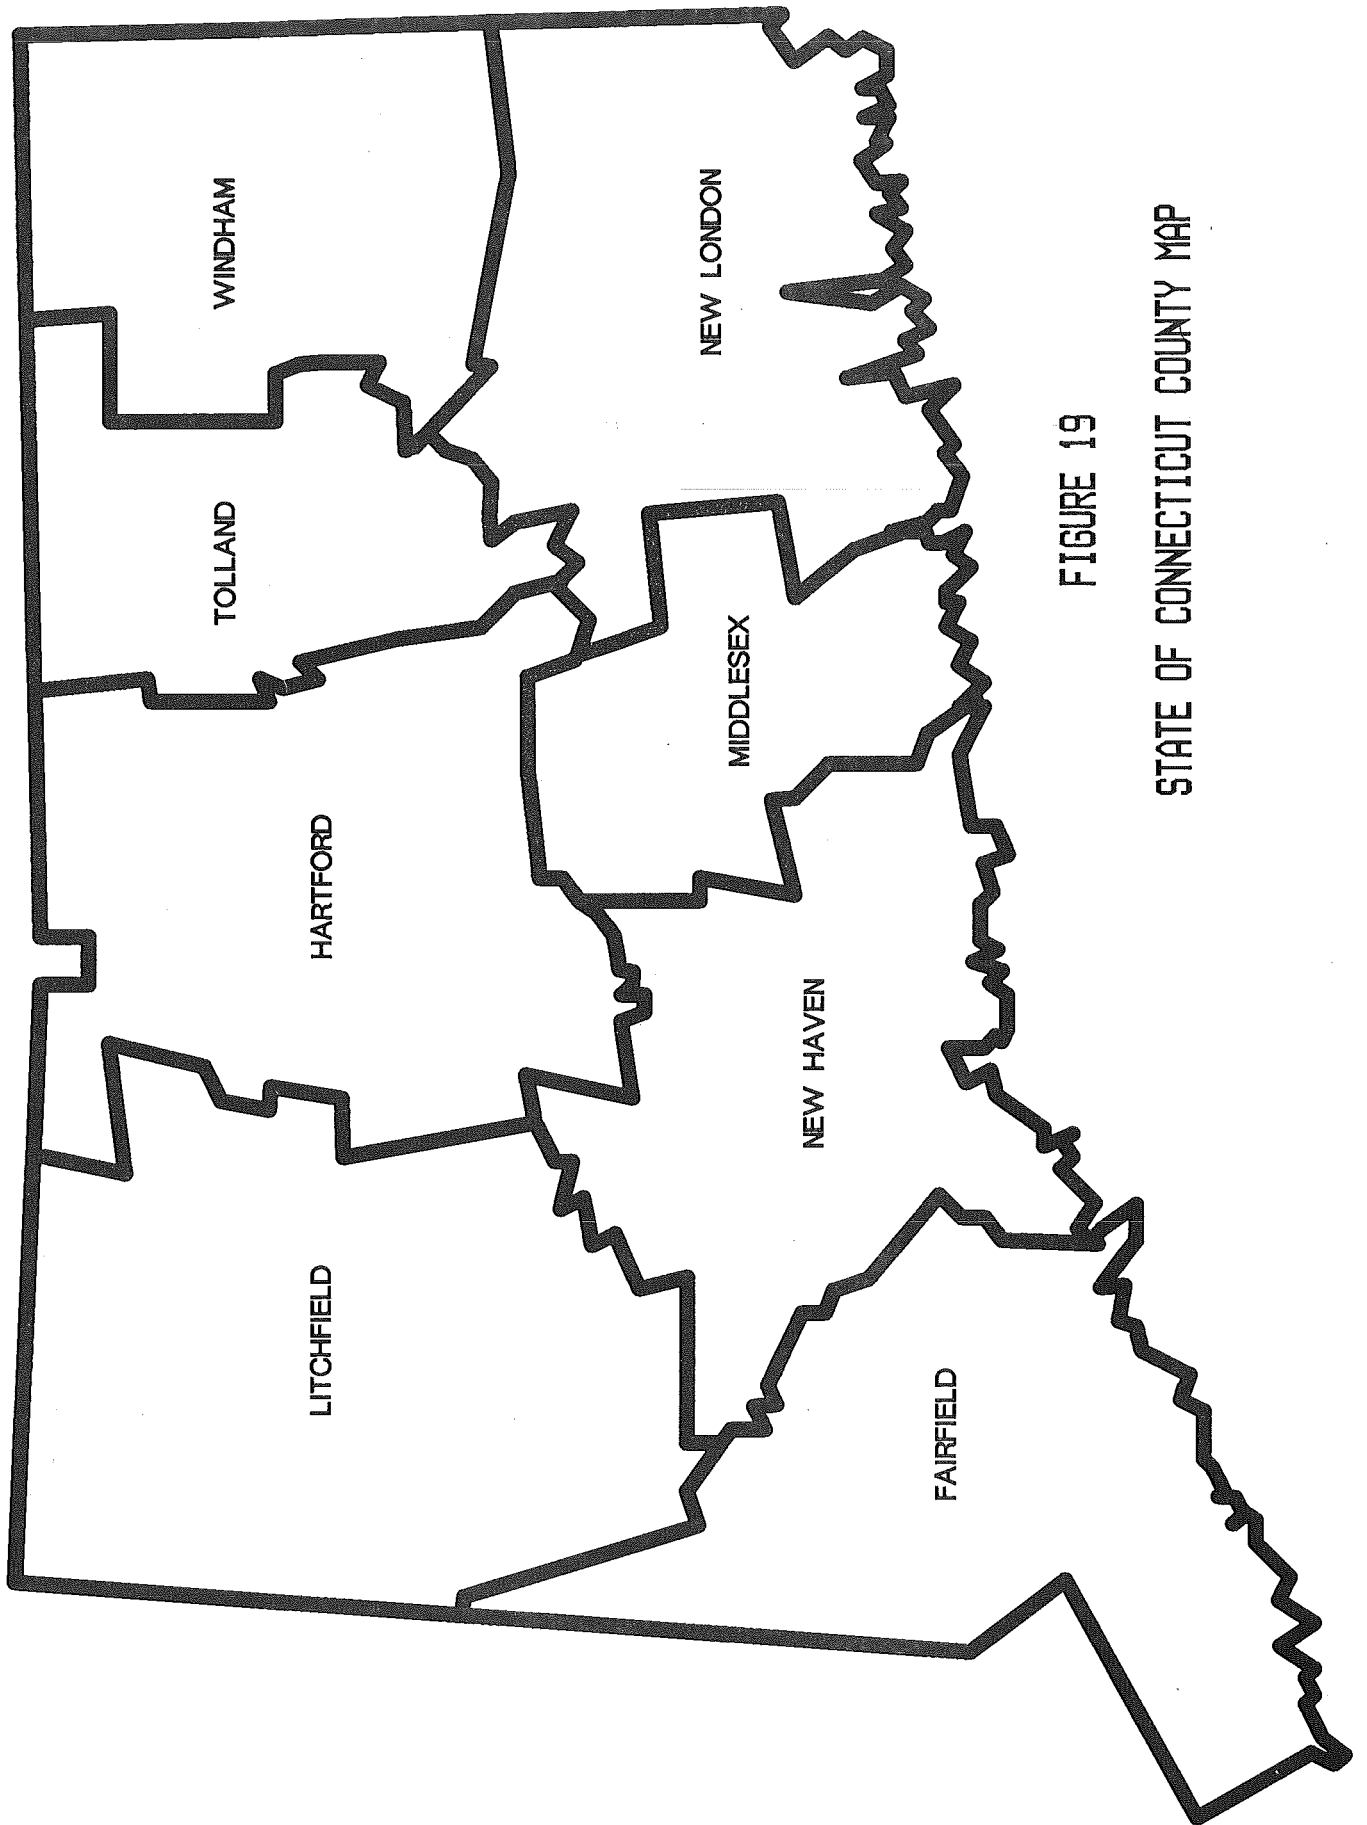 LITCHFIELD
HARTFORD
TOLLAND
WINDHAM
FAIRFIELD
NEW HAVEN
MIDDLESEX
NEW LONDON
FIGURE 19
STATE OF CONNECTICUT COUNTY MAP